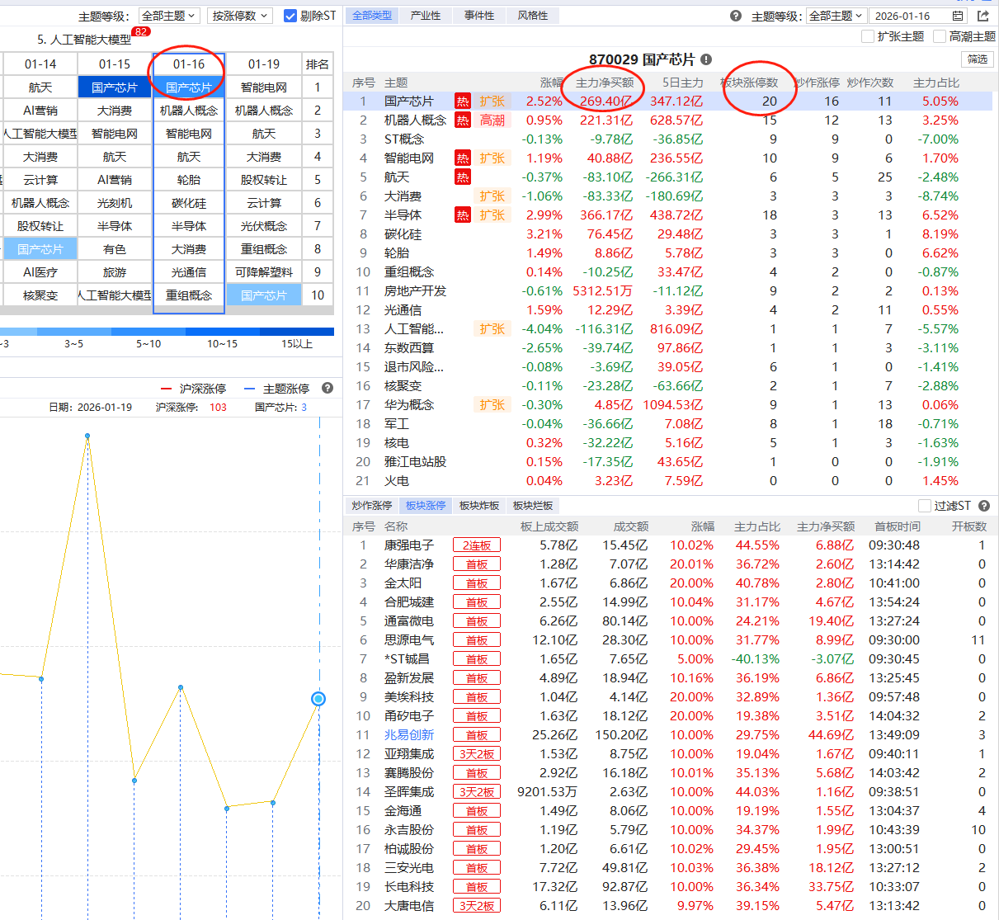 主题等级： 全部主题 按涨停数 剔除ST
5. 人工智能大模型 82
01-14 01-15 01-16 01-19 排名
航天 国产芯片 国产芯片 智能电网 1
AI营销 大消费 机器人概念 机器人概念 2
人工智能大模型 智能电网 智能电网 航天 3
大消费 航天 航天 大消费 4
云计算 AI营销 轮胎 股权转让 5
机器人概念 光刻机 碳化硅 云计算 6
股权转让 半导体 半导体 光伏概念 7
国产芯片 有色 大消费 重组概念 8
AI医疗 旅游 光通信 可降解塑料 9
核聚变 人工智能大模型 重组概念 国产芯片 10
~3 3~5 5~10 10~15 15以上
沪深涨停 主题涨停 ?
日期：2026-01-19 沪深涨停: 103 国产芯片: 3
全部类型 产业性 事件性 风格性 ? 主题等级： 全部主题 2026-01-16
扩张主题 高潮主题
870029 国产芯片 ! 筛选
序号 主题 涨幅 主力净买额 5日主力 板块涨停数 炒作涨停 炒作次数 主力占比
1 国产芯片 热 扩张 2.52% 269.40亿 347.12亿 20 16 11 5.05%
2 机器人概念 热 高潮 0.95% 221.31亿 628.57亿 15 12 13 3.25%
3 ST概念 -0.13% -9.78亿 -36.85亿 9 9 0 -7.00%
4 智能电网 热 扩张 1.19% 40.88亿 236.55亿 10 9 6 1.70%
5 航天 热 -0.37% -83.10亿 -266.31亿 6 5 25 -2.48%
6 大消费 扩张 -1.06% -83.33亿 -180.69亿 3 3 3 -8.74%
7 半导体 热 扩张 2.99% 366.17亿 438.72亿 18 3 13 6.52%
8 碳化硅 3.21% 76.45亿 29.48亿 3 3 1 8.19%
9 轮胎 1.49% 8.86亿 5.78亿 3 3 0 6.62%
10 重组概念 0.14% -10.25亿 33.47亿 4 2 0 -0.87%
11 房地产开发 -0.61% 5312.51万 -11.12亿 9 2 2 0.13%
12 光通信 1.59% 12.29亿 3.39亿 4 2 11 0.55%
13 人工智能... 扩张 -4.04% -116.31亿 816.09亿 1 1 7 -5.57%
14 东数西算 -2.65% -39.74亿 97.86亿 1 1 3 -3.11%
15 退市风险... -0.08% -3.69亿 39.05亿 6 1 0 -1.41%
16 核聚变 -0.11% -23.28亿 -63.66亿 2 1 7 -2.88%
17 华为概念 扩张 -0.30% 4.85亿 1094.53亿 9 1 13 0.06%
18 军工 -0.04% -36.66亿 7.08亿 8 1 18 -0.71%
19 核电 0.32% -32.22亿 5.16亿 5 1 3 -1.63%
20 雅江电站股 0.15% -17.35亿 43.65亿 1 0 0 -1.91%
21 火电 0.04% 3.23亿 7.59亿 0 0 0 1.45%
炒作涨停 板块涨停 板块炸板 板块烂板 过滤ST ?
序号 名称 板上成交额 成交额 涨幅 主力占比 主力净买额 首板时间 开板数
1 康强电子 2连板 5.78亿 15.45亿 10.02% 44.55% 6.88亿 09:30:48 1
2 华康洁净 首板 1.28亿 7.07亿 20.01% 36.72% 2.60亿 13:14:42 0
3 金太阳 首板 1.67亿 6.86亿 20.00% 40.78% 2.80亿 10:41:00 0
4 合肥城建 首板 2.55亿 14.99亿 10.04% 31.17% 4.67亿 13:54:24 0
5 通富微电 首板 6.26亿 80.14亿 10.00% 24.21% 19.40亿 13:27:24 0
6 思源电气 首板 12.10亿 28.30亿 10.00% 31.77% 8.99亿 09:30:00 11
7 *ST铖昌 首板 1.65亿 7.65亿 5.00% -40.13% -3.07亿 09:30:45 0
8 盈新发展 首板 4.89亿 18.94亿 10.16% 36.19% 6.86亿 13:25:45 0
9 美埃科技 首板 1.04亿 4.14亿 20.00% 32.89% 1.36亿 09:57:48 0
10 甬矽电子 首板 1.63亿 18.12亿 20.00% 19.38% 3.51亿 14:04:32 2
11 兆易创新 首板 25.26亿 150.20亿 10.00% 29.75% 44.69亿 13:49:09 3
12 亚翔集成 3天2板 1.53亿 8.75亿 10.00% 19.04% 1.67亿 09:40:11 1
13 赛腾股份 首板 2.92亿 16.18亿 10.01% 35.13% 5.68亿 14:03:42 2
14 圣晖集成 3天2板 9201.53万 2.63亿 10.00% 44.03% 1.16亿 09:38:51 0
15 金海通 首板 1.49亿 8.06亿 10.00% 19.19% 1.55亿 13:04:37 4
16 永吉股份 首板 1.19亿 5.79亿 10.00% 34.37% 1.99亿 10:43:39 10
17 柏诚股份 首板 1.20亿 6.61亿 10.02% 29.45% 1.95亿 13:00:51 0
18 三安光电 首板 7.72亿 49.81亿 10.03% 36.38% 18.12亿 13:27:12 2
19 长电科技 首板 17.32亿 92.87亿 10.00% 36.34% 33.75亿 10:33:07 0
20 大唐电信 3天2板 6.11亿 13.96亿 9.97% 39.15% 5.47亿 13:13:42 0